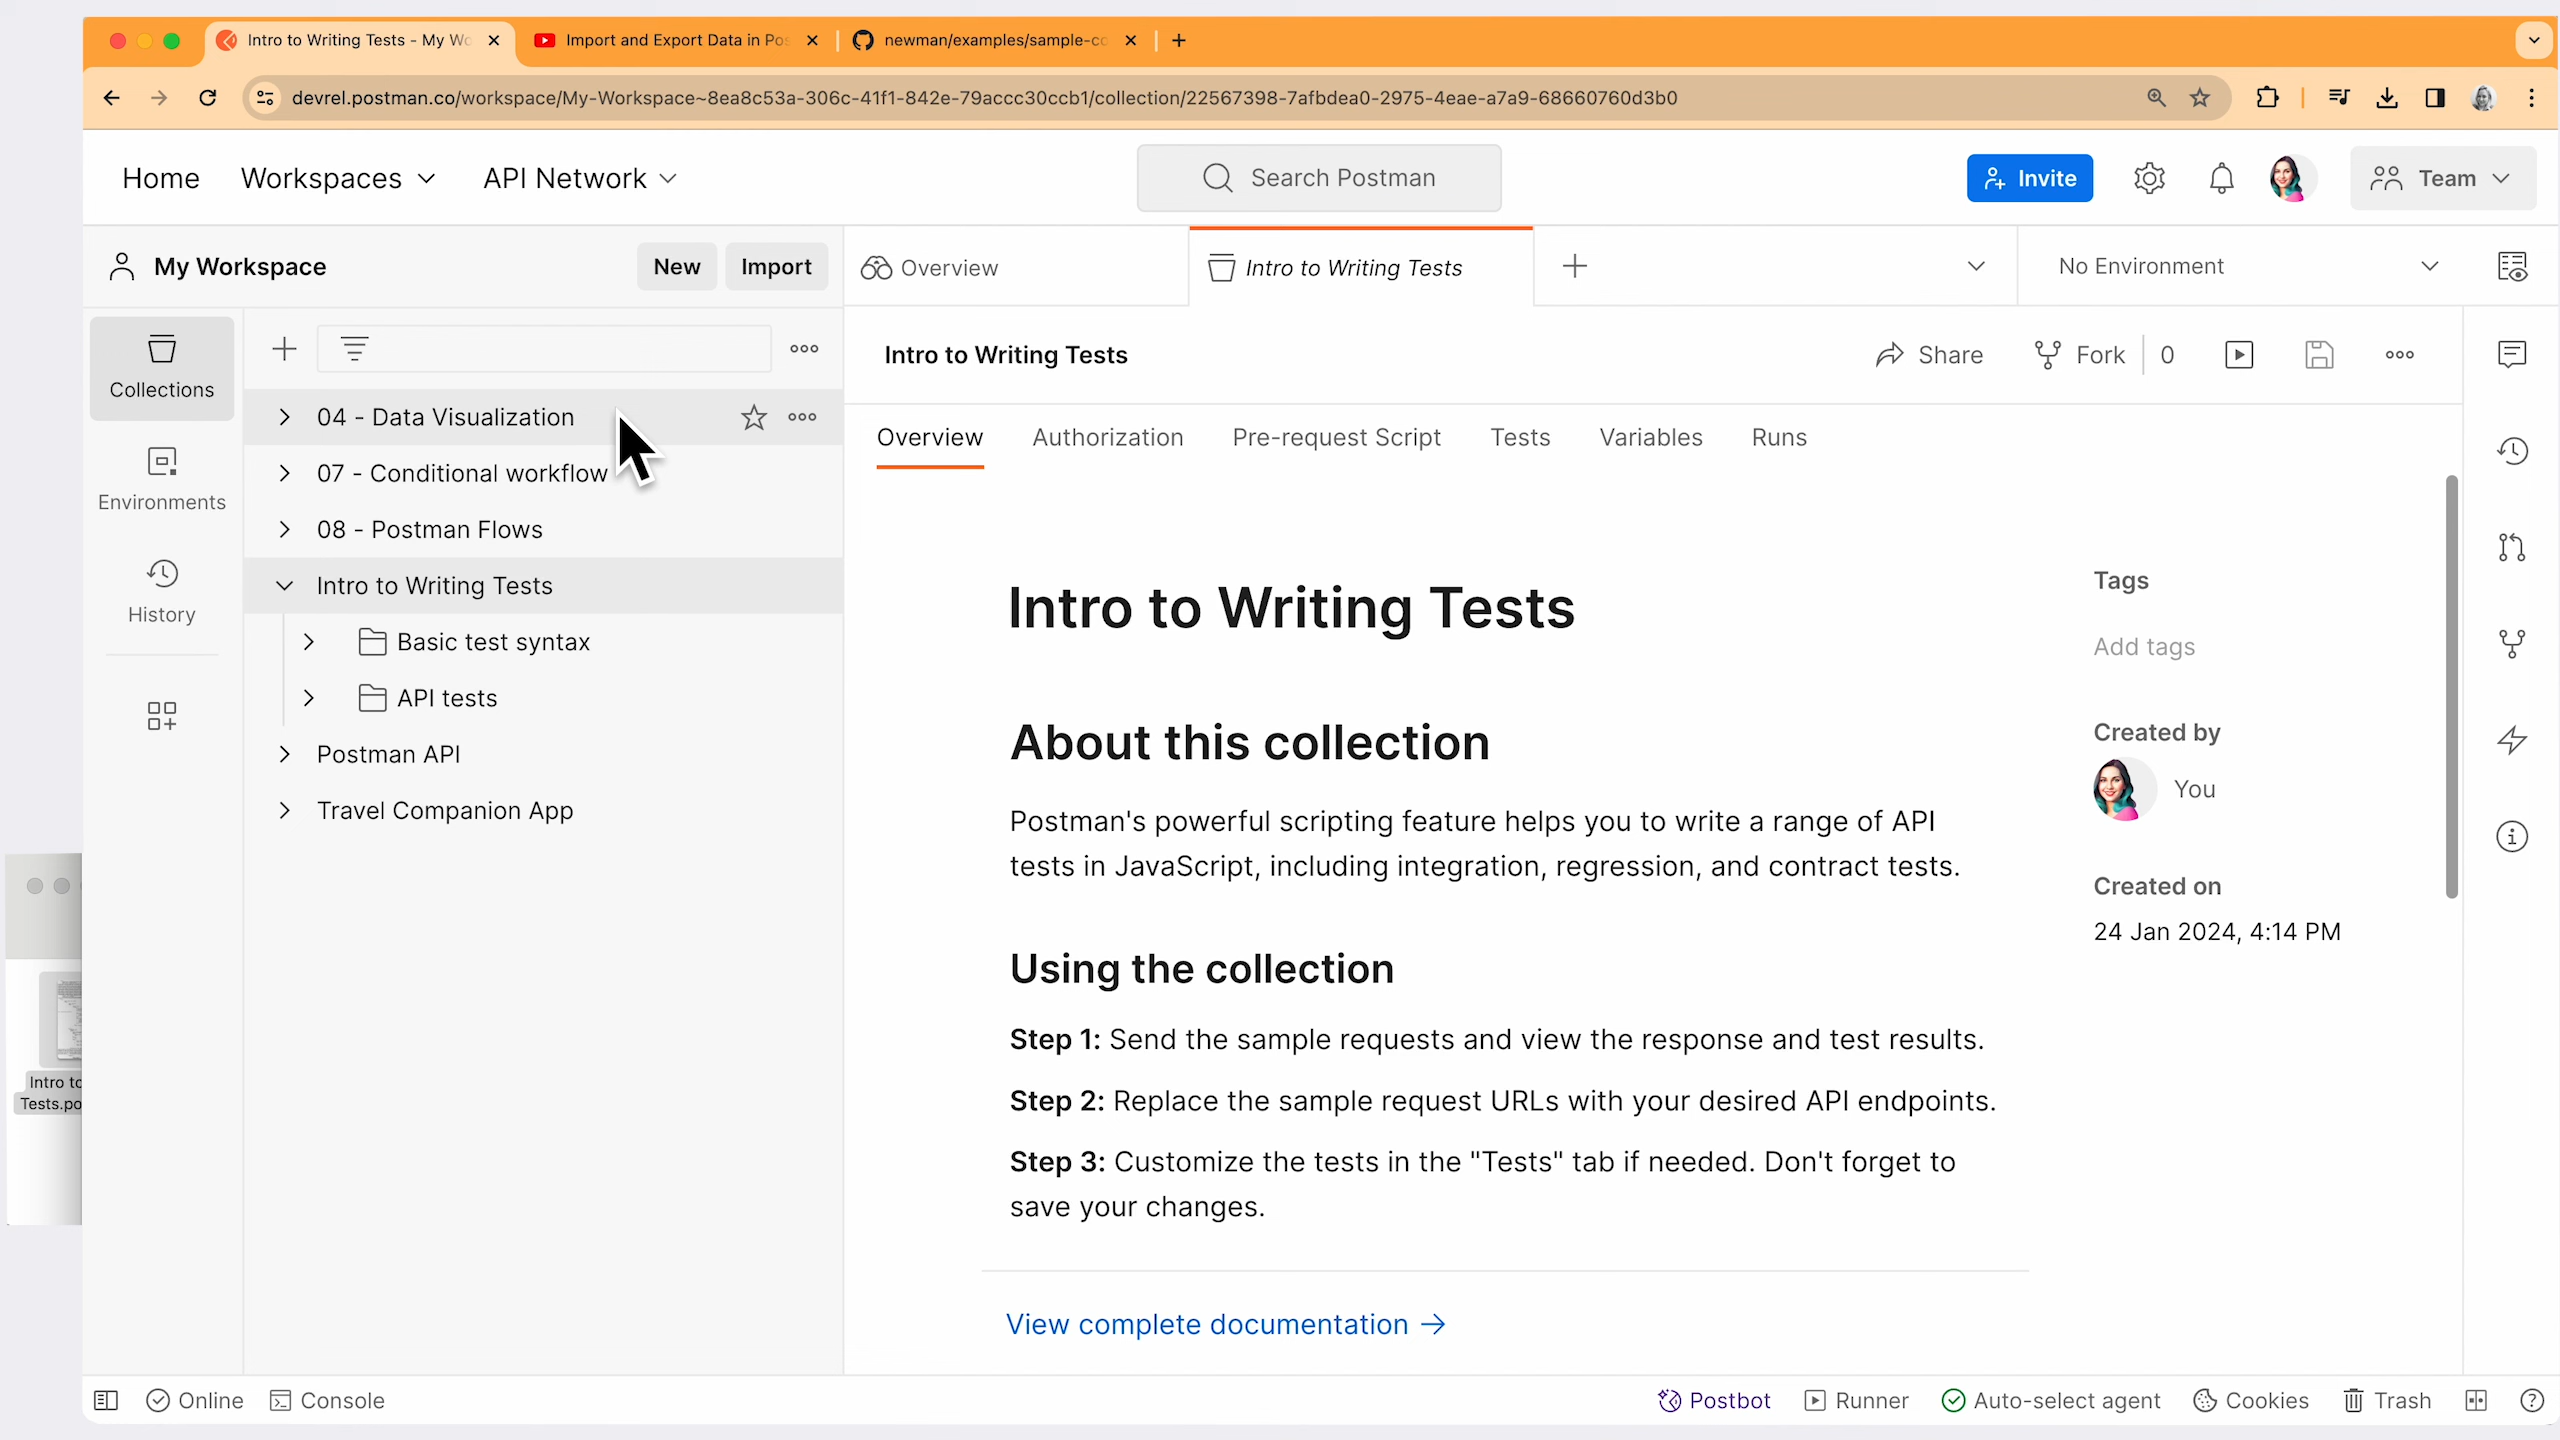 Intro to Writing Tests - My Wo
Import and Export Data in Pos
newman/examples/sample-co
devrel.postman.co/workspace/My-Workspace~8ea8c53a-306c-41f1-842e-79accc30ccb1/collection/22567398-7afbdea0-2975-4eae-a7a9-68660760d3b0
Home
Workspaces
API Network
Search Postman
Invite
Team
My Workspace
New
Import
Overview
Intro to Writing Tests
No Environment
Collections
Environments
History
04 - Data Visualization
07 - Conditional workflow
08 - Postman Flows
Intro to Writing Tests
Basic test syntax
API tests
Postman API
Travel Companion App
Intro to Writing Tests
Share
Fork
0
Overview
Authorization
Pre-request Script
Tests
Variables
Runs
Intro to Writing Tests
About this collection
Postman's powerful scripting feature helps you to write a range of API
tests in JavaScript, including integration, regression, and contract tests.
Using the collection
Step 1: Send the sample requests and view the response and test results.
Step 2: Replace the sample request URLs with your desired API endpoints.
Step 3: Customize the tests in the "Tests" tab if needed. Don't forget to
save your changes.
View complete documentation →
Tags
Add tags
Created by
You
Created on
24 Jan 2024, 4:14 PM
Intro to
Tests.po
Online
Console
Postbot
Runner
Auto-select agent
Cookies
Trash